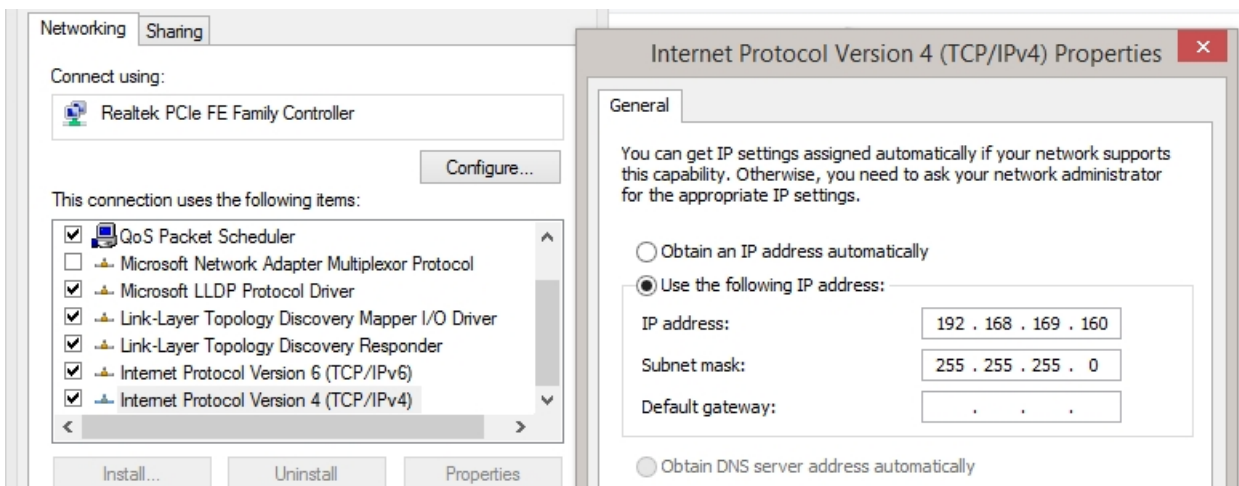 Networking Sharing
Connect using:
Realtek PCIe FE Family Controller
Configure...
This connection uses the following items:
QoS Packet Scheduler
Microsoft Network Adapter Multiplexor Protocol
Microsoft LLDP Protocol Driver
Link-Layer Topology Discovery Mapper I/O Driver
Link-Layer Topology Discovery Responder
Internet Protocol Version 6 (TCP/IPv6)
Internet Protocol Version 4 (TCP/IPv4)
Install... Uninstall Properties
Internet Protocol Version 4 (TCP/IPv4) Properties
General
You can get IP settings assigned automatically if your network supports
this capability. Otherwise, you need to ask your network administrator
for the appropriate IP settings.
Obtain an IP address automatically
Use the following IP address:
IP address: 192 . 168 . 169 . 160
Subnet mask: 255 . 255 . 255 . 0
Default gateway: . . .
Obtain DNS server address automatically